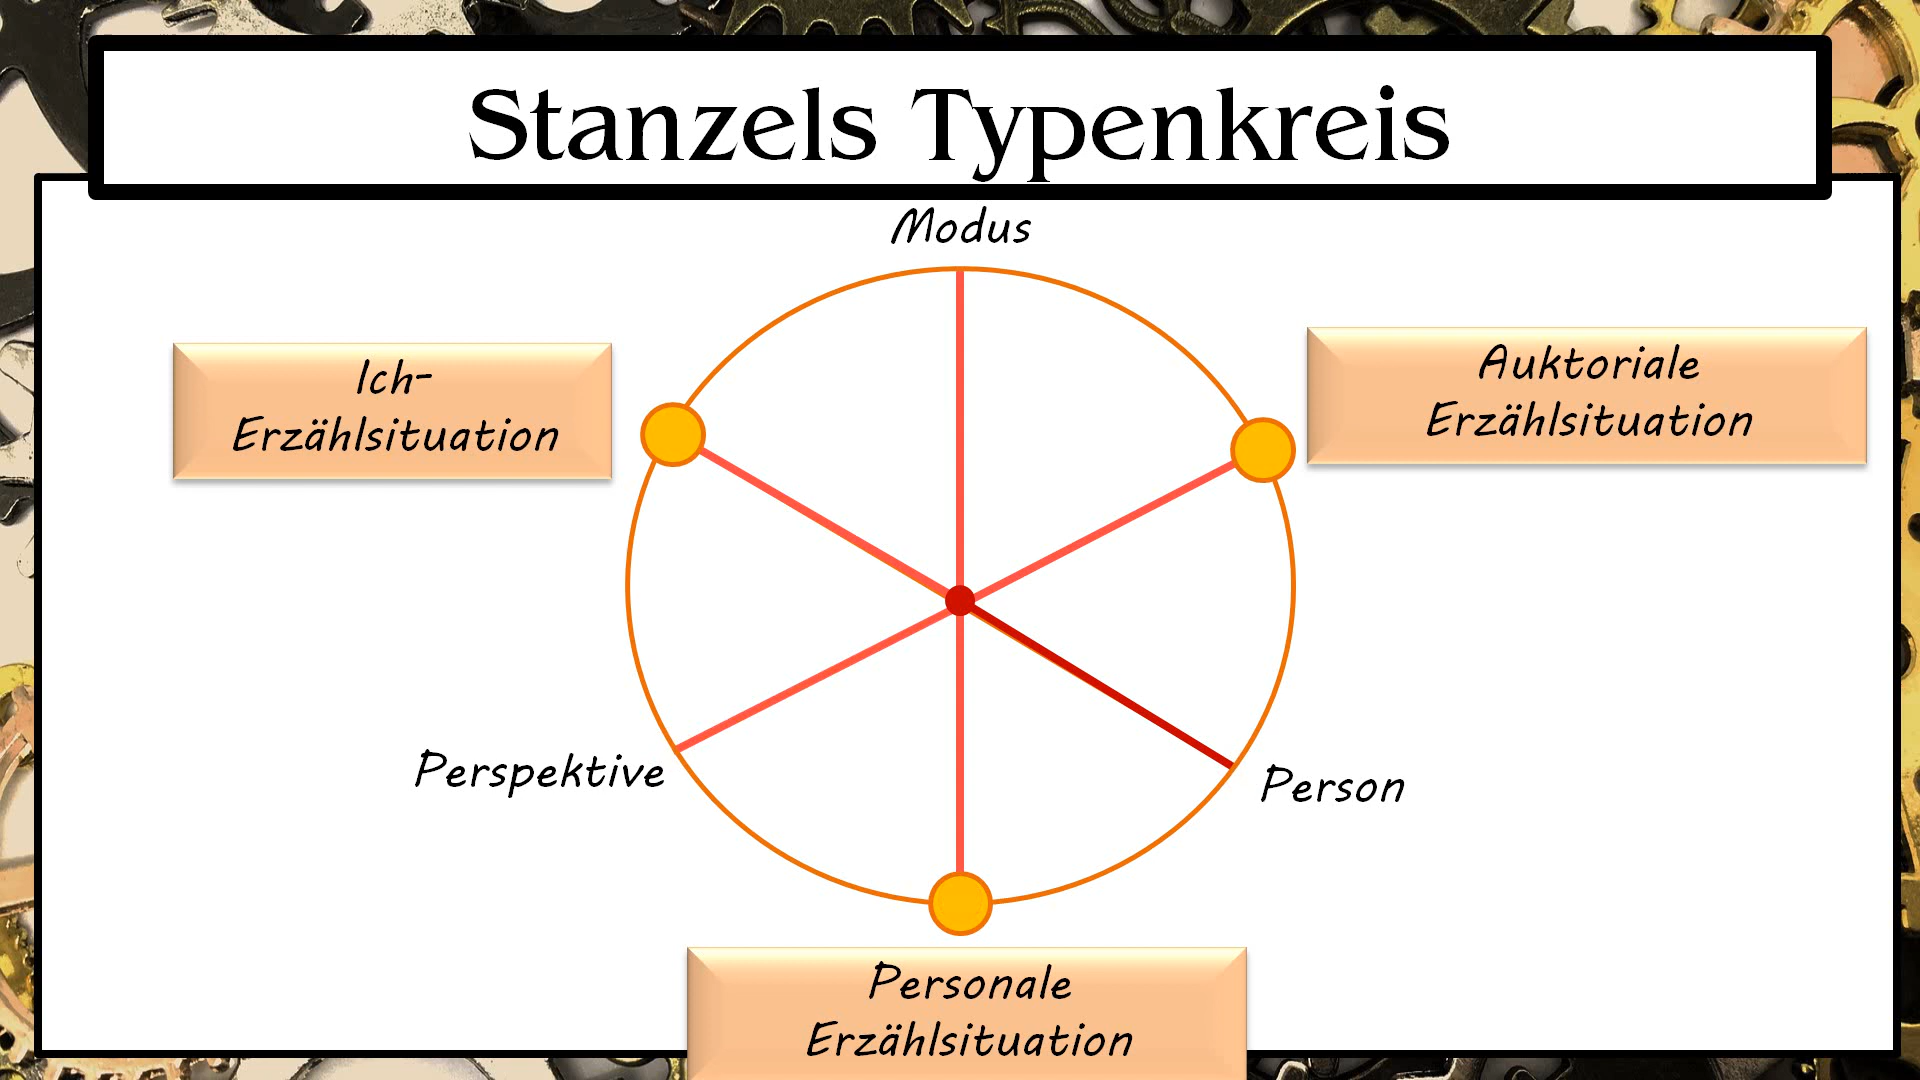 Stanzels Typenkreis
Modus
Ich-
Erzählsituation
Auktoriale
Erzählsituation
Perspektive
Person
Personale
Erzählsituation